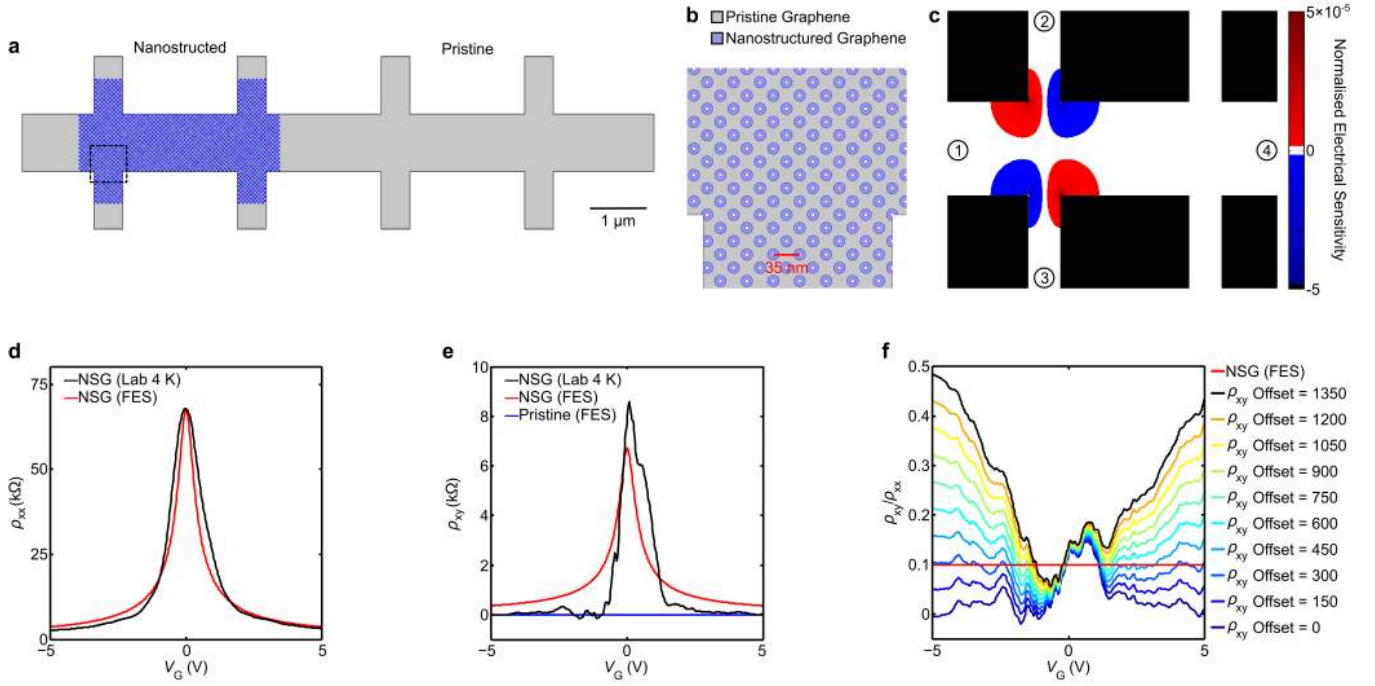 a
Nanostructed
Pristine
1 µm
b
Pristine Graphene
Nanostructured Graphene
35 nm
c
1
2
3
4
5×10-5
0
-5
Normalised Electrical Sensitivity
d
NSG (Lab 4 K)
NSG (FES)
75
50
25
0
ρxx(kΩ)
−5
0
5
VG (V)
e
NSG (Lab 4 K)
NSG (FES)
Pristine (FES)
10
8
6
4
2
0
ρxy(kΩ)
−5
0
5
VG (V)
f
0.5
0.4
0.3
0.2
0.1
0
ρxy/ρxx
−5
0
5
VG (V)
NSG (FES)
ρxy Offset = 1350
ρxy Offset = 1200
ρxy Offset = 1050
ρxy Offset = 900
ρxy Offset = 750
ρxy Offset = 600
ρxy Offset = 450
ρxy Offset = 300
ρxy Offset = 150
ρxy Offset = 0